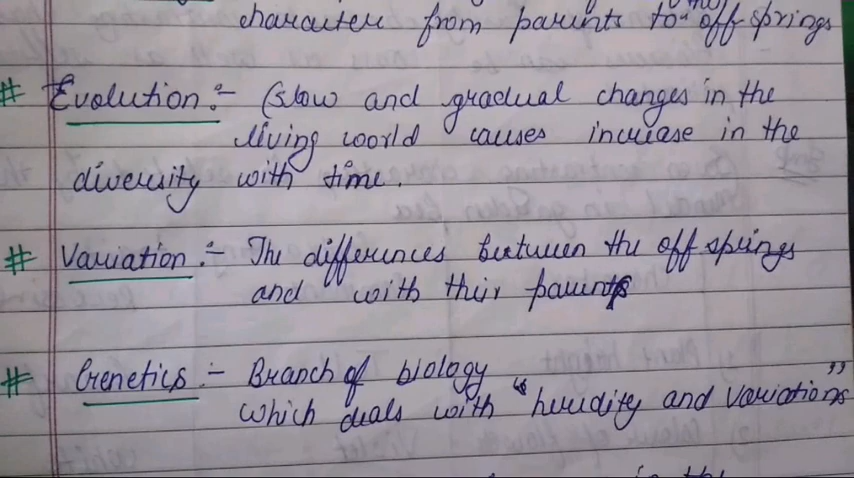 character from parents to off springs
# Evolution :- (Slow and gradual changes in the
living world causes increase in the
diversity with time.
# Variation :- The differences between the off springs
and with their parents
# Genetics :- Branch of biology
which deals with "heredity and variations"
in the